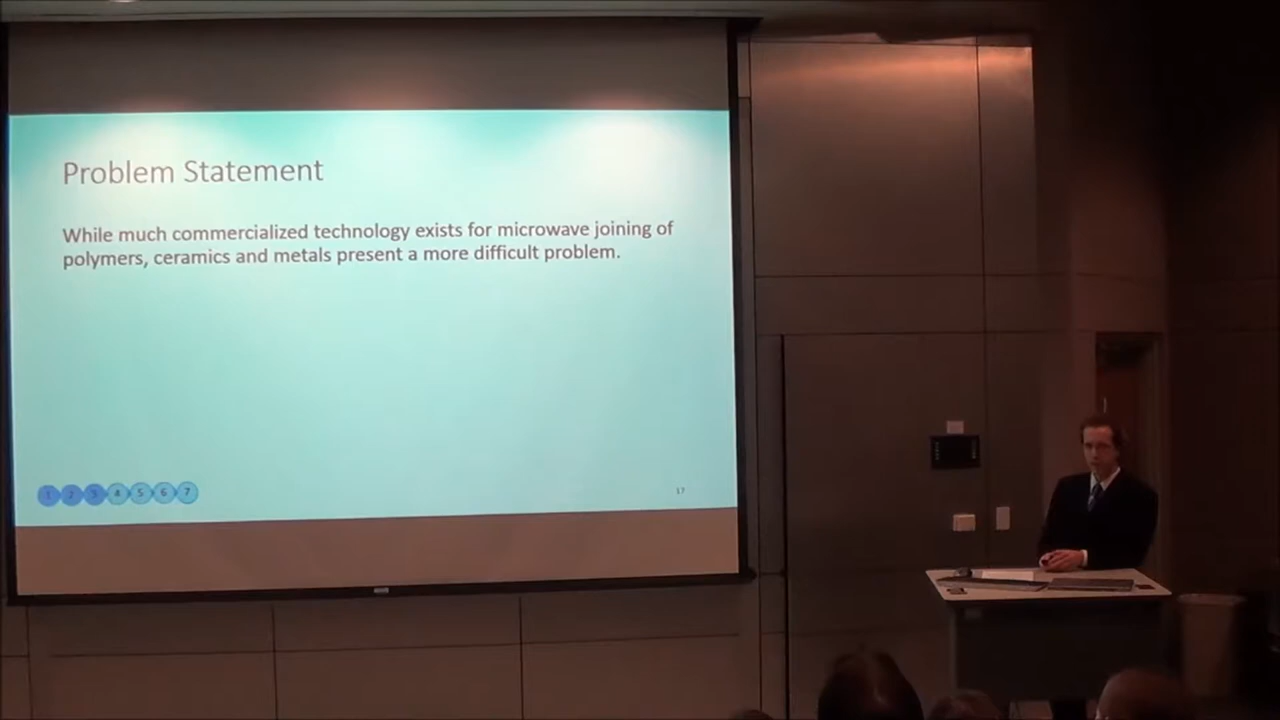 Problem Statement
While much commercialized technology exists for microwave joining of
polymers, ceramics and metals present a more difficult problem.
1 2 3 4 5 6 7
17